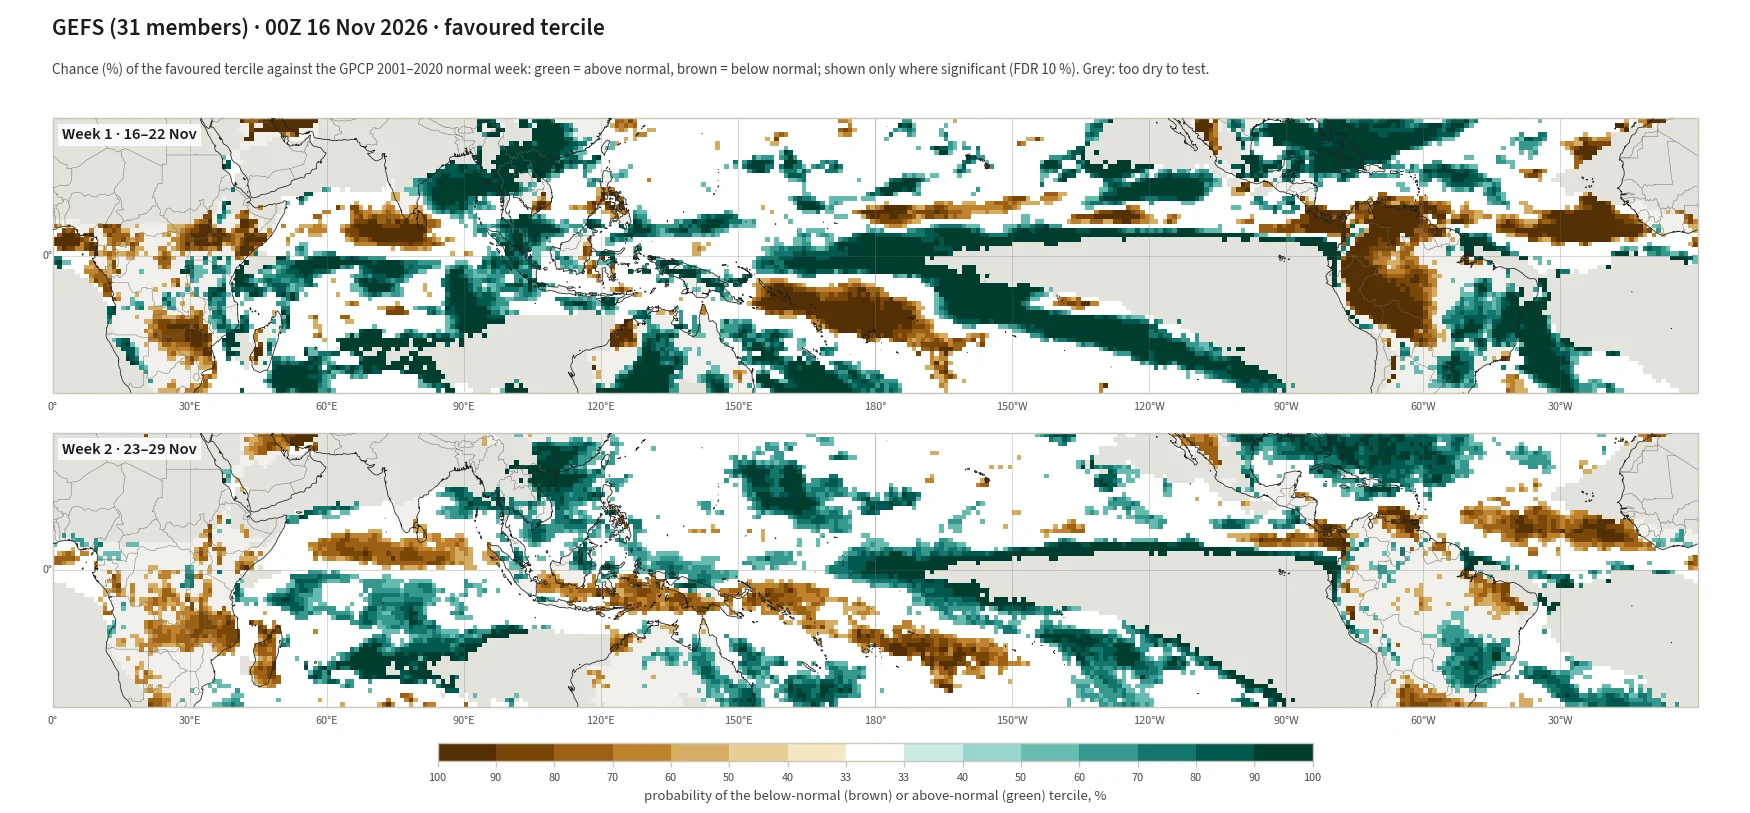 GEFS (31 members) · 00Z 16 Nov 2026 · favoured tercile
Chance (%) of the favoured tercile against the GPCP 2001–2020 normal week: green = above normal, brown = below normal; shown only where significant (FDR 10 %). Grey: too dry to test.
Week 1 · 16–22 Nov
0°
0° 30°E 60°E 90°E 120°E 150°E 180° 150°W 120°W 90°W 60°W 30°W
Week 2 · 23–29 Nov
0°
0° 30°E 60°E 90°E 120°E 150°E 180° 150°W 120°W 90°W 60°W 30°W
100 90 80 70 60 50 40 33 33 40 50 60 70 80 90 100
probability of the below-normal (brown) or above-normal (green) tercile, %